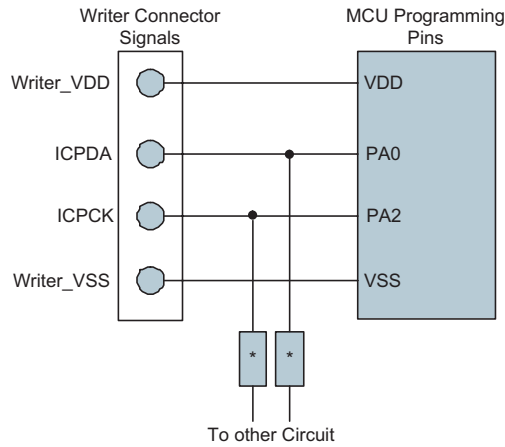 Writer Connector
Signals
MCU Programming
Pins
Writer_VDD
VDD
ICPDA
PA0
ICPCK
PA2
Writer_VSS
VSS
*
*
To other Circuit